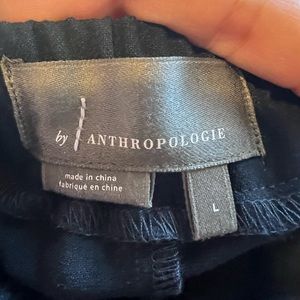 by ANTHROPOLOGIE
made in china
fabriqué en chine
L